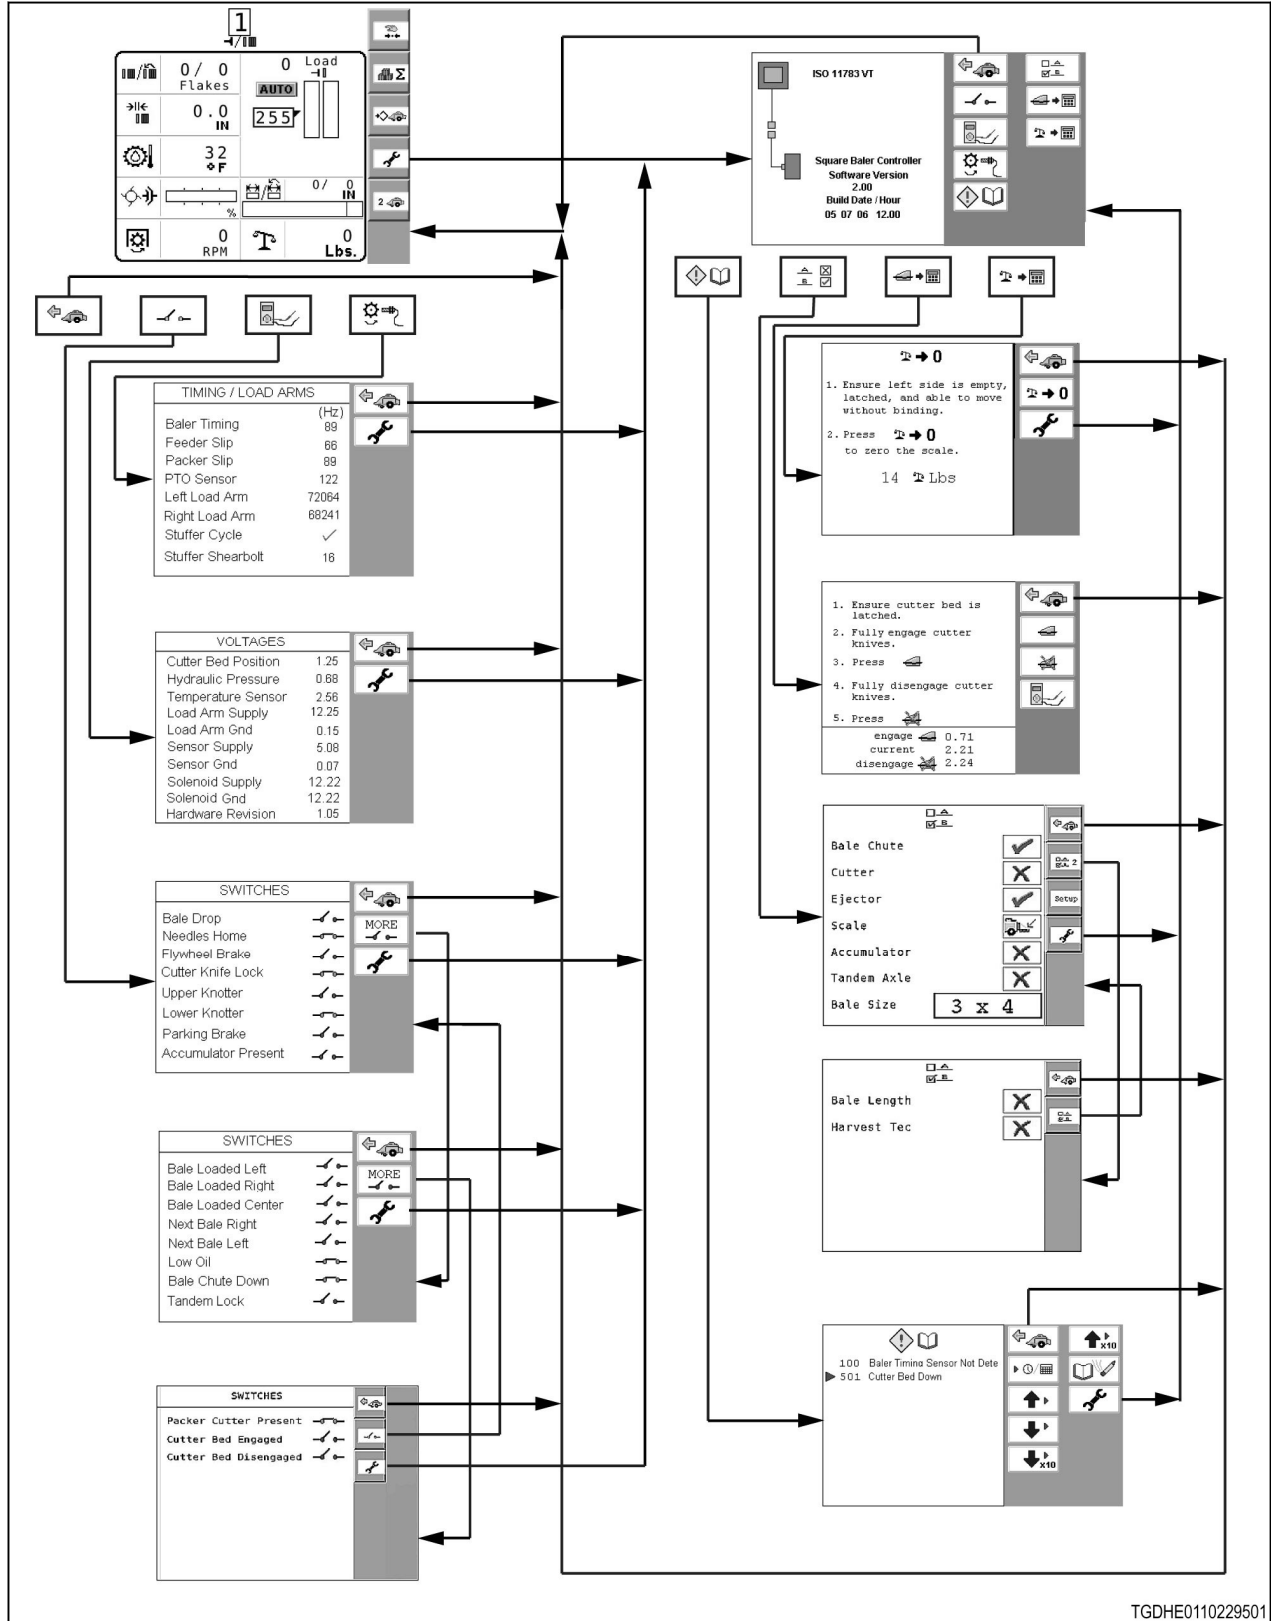 1
0/ 0
Flakes
0 Load
AUTO
255
0.0
IN
32
°F
%
0/ 0
IN
0
RPM
0
Lbs.
Σ
2
ISO 11783 VT
Square Baler Controller
Software Version
2.00
Build Date / Hour
05 07 06 12.00
A
B
A
B
TIMING / LOAD ARMS
(Hz)
Baler Timing 89
Feeder Slip 66
Packer Slip 89
PTO Sensor 122
Left Load Arm 72064
Right Load Arm 68241
Stuffer Cycle ✓
Stuffer Shearbolt 16
VOLTAGES
Cutter Bed Position 1.25
Hydraulic Pressure 0.68
Temperature Sensor 2.56
Load Arm Supply 12.25
Load Arm Gnd 0.15
Sensor Supply 5.08
Sensor Gnd 0.07
Solenoid Supply 12.22
Solenoid Gnd 12.22
Hardware Revision 1.05
SWITCHES
Bale Drop
Needles Home
Flywheel Brake
Cutter Knife Lock
Upper Knotter
Lower Knotter
Parking Brake
Accumulator Present
MORE
SWITCHES
Bale Loaded Left
Bale Loaded Right
Bale Loaded Center
Next Bale Right
Next Bale Left
Low Oil
Bale Chute Down
Tandem Lock
MORE
SWITCHES
Packer Cutter Present
Cutter Bed Engaged
Cutter Bed Disengaged
➔ 0
1. Ensure left side is empty,
latched, and able to move
without binding.
2. Press ➔ 0
to zero the scale.
14 Lbs
➔ 0
1. Ensure cutter bed is
latched.
2. Fully engage cutter
knives.
3. Press
4. Fully disengage cutter
knives.
5. Press
engage 0.71
current 2.21
disengage 2.24
A
B
Bale Chute
Cutter
Ejector
Scale
Accumulator
Tandem Axle
Bale Size 3 x 4
A
B 2
Setup
A
B
Bale Length
Harvest Tec
A
B
100 Baler Timing Sensor Not Dete
501 Cutter Bed Down
x10
x10
TGDHE0110229501